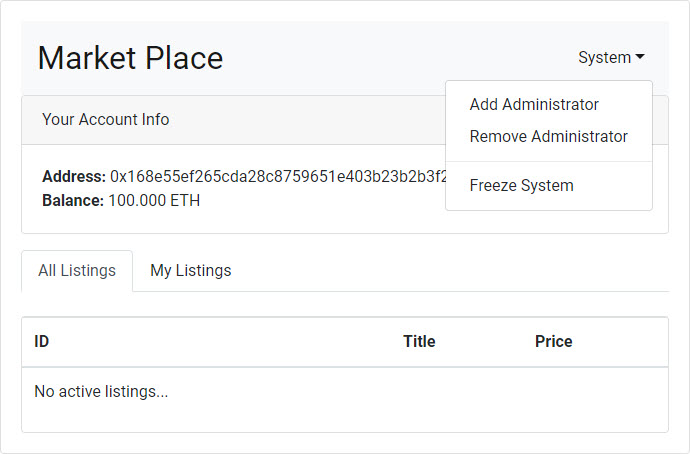 Market Place
System
Add Administrator
Remove Administrator
Freeze System
Your Account Info
Address: 0x168e55ef265cda28c8759651e403b23b2b3f2
Balance: 100.000 ETH
All Listings
My Listings
ID Title Price
No active listings...